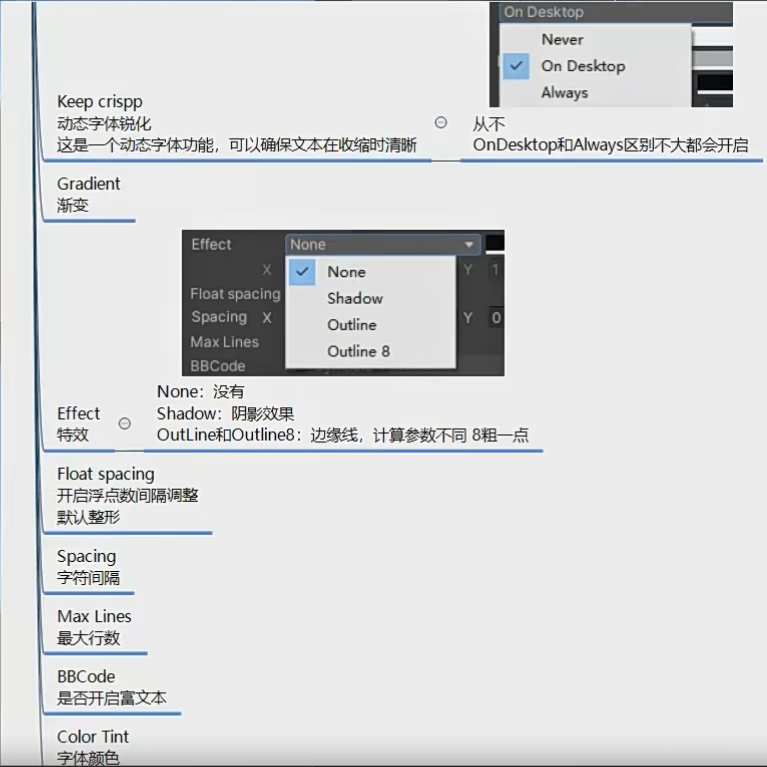 On Desktop
Never
On Desktop
Always
Keep crispp
动态字体锐化
这是一个动态字体功能，可以确保文本在收缩时清晰
从不
OnDesktop和Always区别不大都会开启
Gradient
渐变
Effect None
X Y 1
None
Shadow
Float spacing
Spacing X Y 0
Outline
Max Lines
Outline 8
BBCode
None：没有
Shadow：阴影效果
OutLine和Outline8：边缘线，计算参数不同 8粗一点
Effect
特效
Float spacing
开启浮点数间隔调整
默认整形
Spacing
字符间隔
Max Lines
最大行数
BBCode
是否开启富文本
Color Tint
字体颜色